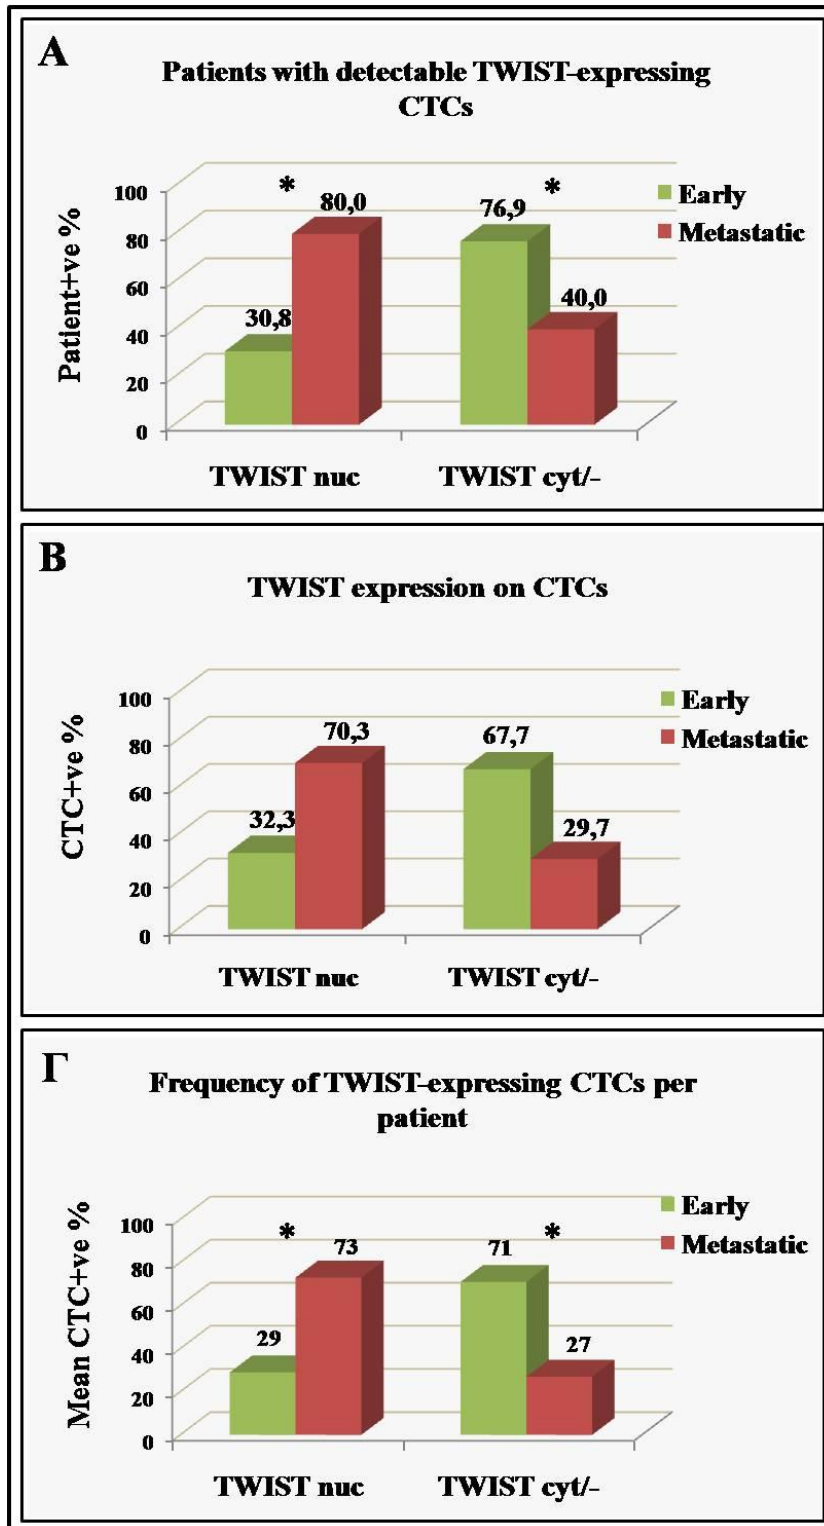 A
Patients with detectable TWIST-expressing
CTCs
Patient+ve %
100
80
60
40
20
0
*
*
30,8
80,0
76,9
40,0
Early
Metastatic
TWIST nuc
TWIST cyt/-
B
TWIST expression on CTCs
CTC+ve %
100
80
60
40
20
0
32,3
70,3
67,7
29,7
Early
Metastatic
TWIST nuc
TWIST cyt/-
Γ
Frequency of TWIST-expressing CTCs per
patient
Mean CTC+ve %
100
80
60
40
20
0
*
*
29
73
71
27
Early
Metastatic
TWIST nuc
TWIST cyt/-